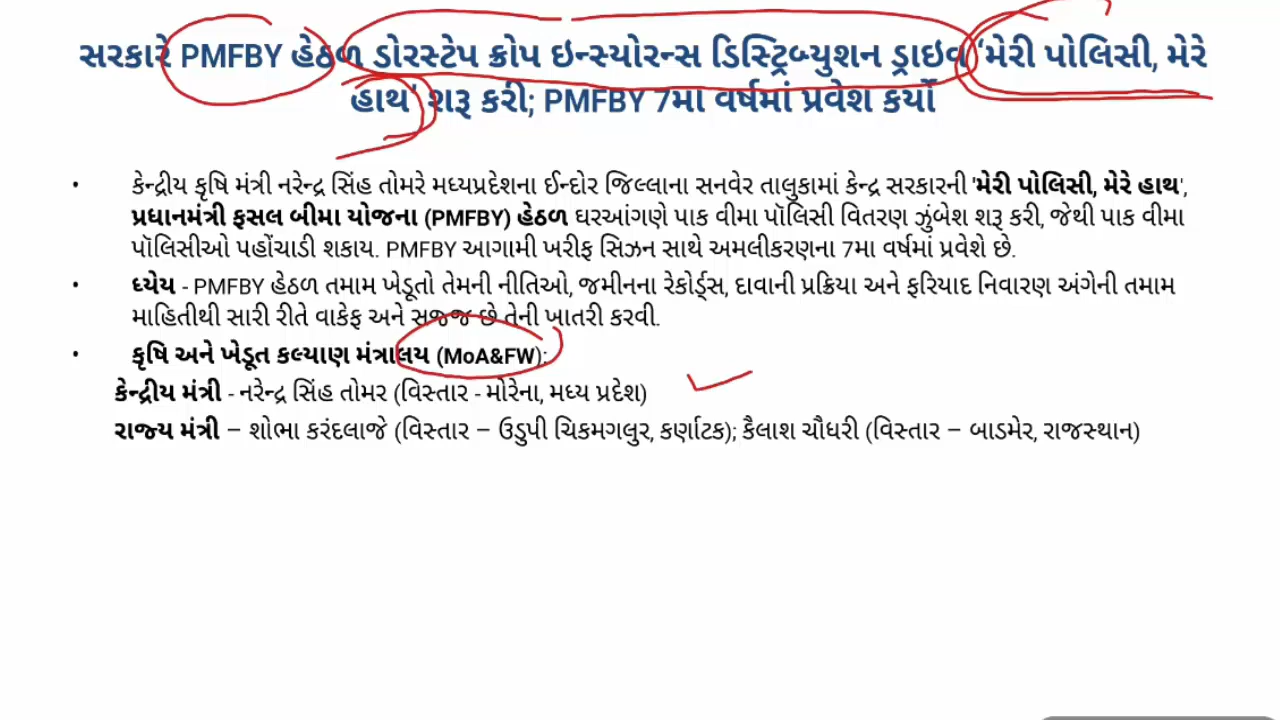 સરકારે PMFBY હેઠળ ડોરસ્ટેપ ક્રોપ ઇન્સ્યોરન્સ ડિસ્ટ્રિબ્યુશન ડ્રાઇવ 'મેરી પોલિસી, મેરે
હાથ' શરૂ કરી; PMFBY 7મા વર્ષમાં પ્રવેશ કર્યો
• કેન્દ્રીય કૃષિ મંત્રી નરેન્દ્ર સિંહ તોમરે મધ્યપ્રદેશના ઈન્દોર જિલ્લાના સનવેર તાલુકામાં કેન્દ્ર સરકારની 'મેરી પોલિસી, મેરે હાથ',
પ્રધાનમંત્રી ફસલ બીમા યોજના (PMFBY) હેઠળ ઘરઆંગણે પાક વીમા પૉલિસી વિતરણ ઝુંબેશ શરૂ કરી, જેથી પાક વીમા
પૉલિસીઓ પહોંચાડી શકાય. PMFBY આગામી ખરીફ સિઝન સાથે અમલીકરણના 7મા વર્ષમાં પ્રવેશે છે.
• ધ્યેય - PMFBY હેઠળ તમામ ખેડૂતો તેમની નીતિઓ, જમીનના રેકોર્ડ્સ, દાવાની પ્રક્રિયા અને ફરિયાદ નિવારણ અંગેની તમામ
માહિતીથી સારી રીતે વાકેફ અને સજ્જ છે તેની ખાતરી કરવી.
• કૃષિ અને ખેડૂત કલ્યાણ મંત્રાલય (MoA&FW);
કેન્દ્રીય મંત્રી - નરેન્દ્ર સિંહ તોમર (વિસ્તાર - મોરેના, મધ્ય પ્રદેશ)
રાજ્ય મંત્રી – શોભા કરંદલાજે (વિસ્તાર – ઉડુપી ચિકમગલુર, કર્ણાટક); કૈલાશ ચૌધરી (વિસ્તાર – બાડમેર, રાજસ્થાન)